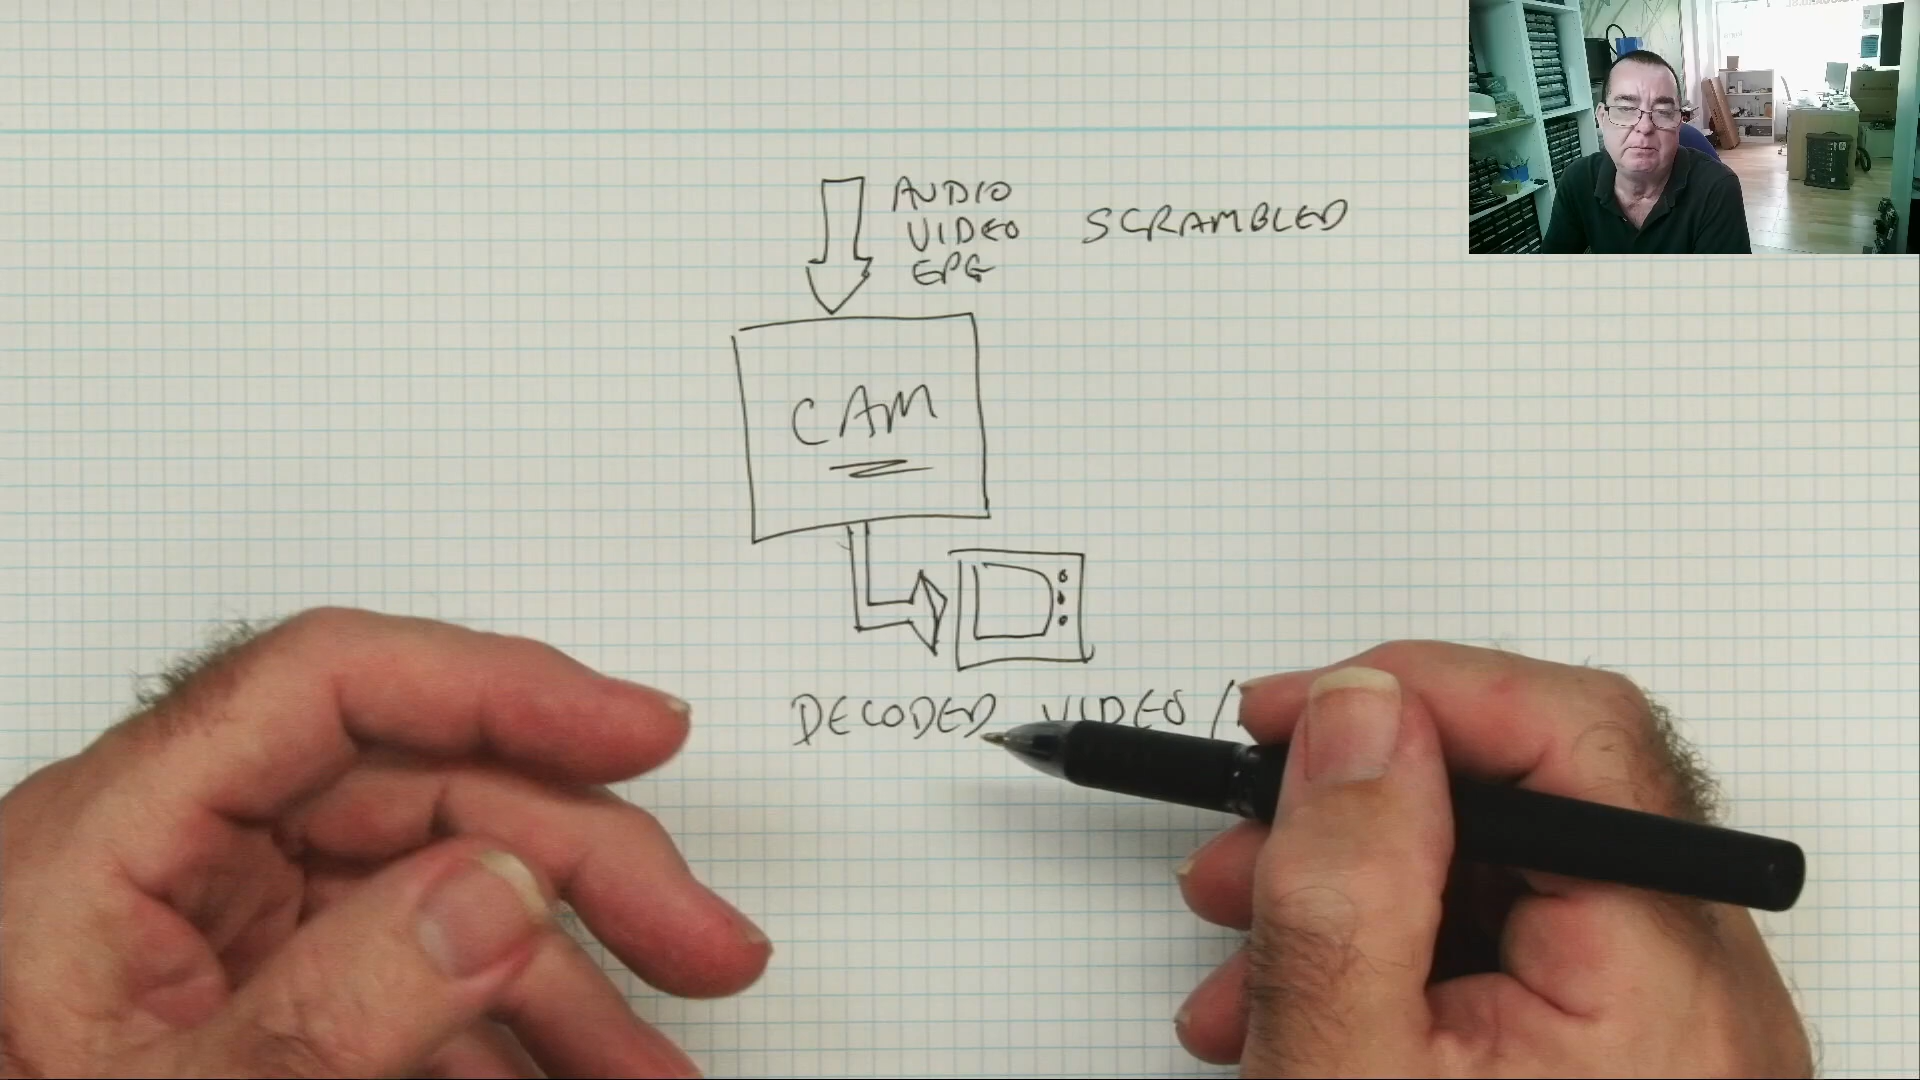 AUDIO
VIDEO SCRAMBLED
EPG
CAM
DECODED VIDEO /